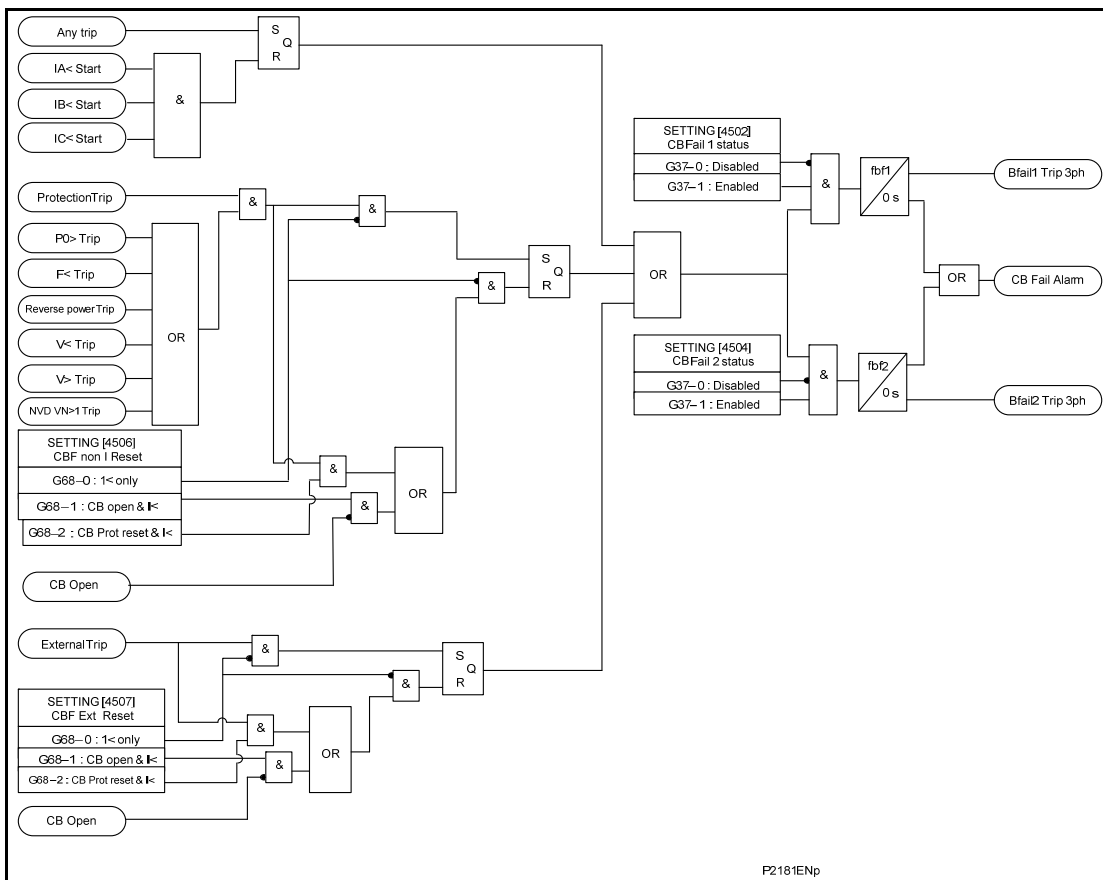 Any trip
S
Q
R
IA< Start
IB< Start
&
IC< Start
SETTING [4502]
CBFail 1 status
G37-0 : Disabled
G37-1 : Enabled
&
fbf1
0 s
Bfail1 Trip 3ph
ProtectionTrip
&
&
P0> Trip
F< Trip
Reverse powerTrip
V< Trip
V> Trip
NVD VN>1 Trip
OR
S
Q
R
&
OR
OR
CB Fail Alarm
SETTING [4504]
CBFail 2 status
G37-0 : Disabled
G37-1 : Enabled
&
fbf2
0 s
Bfail2 Trip 3ph
SETTING [4506]
CBF non I Reset
G68-0 : 1< only
G68-1 : CB open & I<
G68-2 : CB Prot reset & I<
&
&
OR
CB Open
ExternalTrip
&
S
Q
R
&
SETTING [4507]
CBF Ext Reset
G68-0 : 1< only
G68-1 : CB open & I<
G68-2 : CB Prot reset & I<
&
&
OR
CB Open
P2181ENp